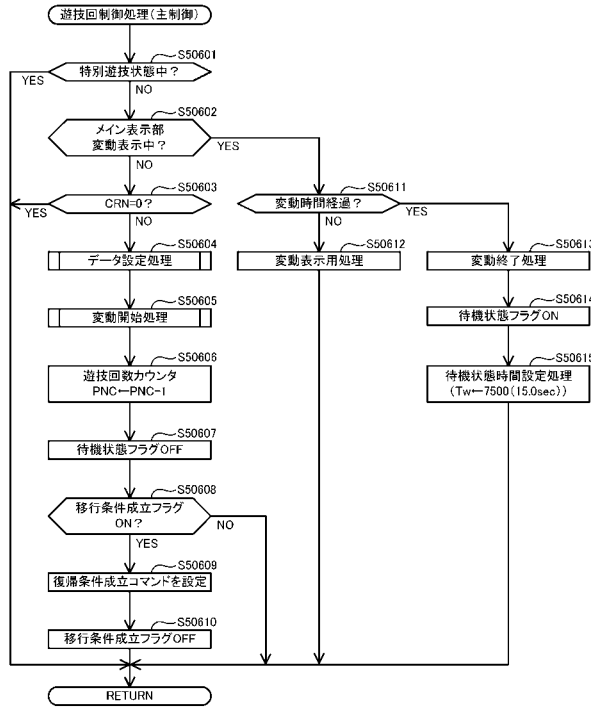 遊技回制御処理(主制御)
S50601
特別遊技状態中?
YES
NO
S50602
メイン表示部
変動表示中?
YES
NO
S50603
CRN=0?
YES
NO
S50611
変動時間経過?
NO
YES
S50604
データ設定処理
S50612
変動表示用処理
S50613
変動終了処理
S50605
変動開始処理
S50614
待機状態フラグON
S50606
遊技回数カウンタ
PNC←PNC-1
S50615
待機状態時間設定処理
(Tw←7500(15.0sec))
S50607
待機状態フラグOFF
S50608
移行条件成立フラグ
ON?
NO
YES
S50609
復帰条件成立コマンドを設定
S50610
移行条件成立フラグOFF
RETURN